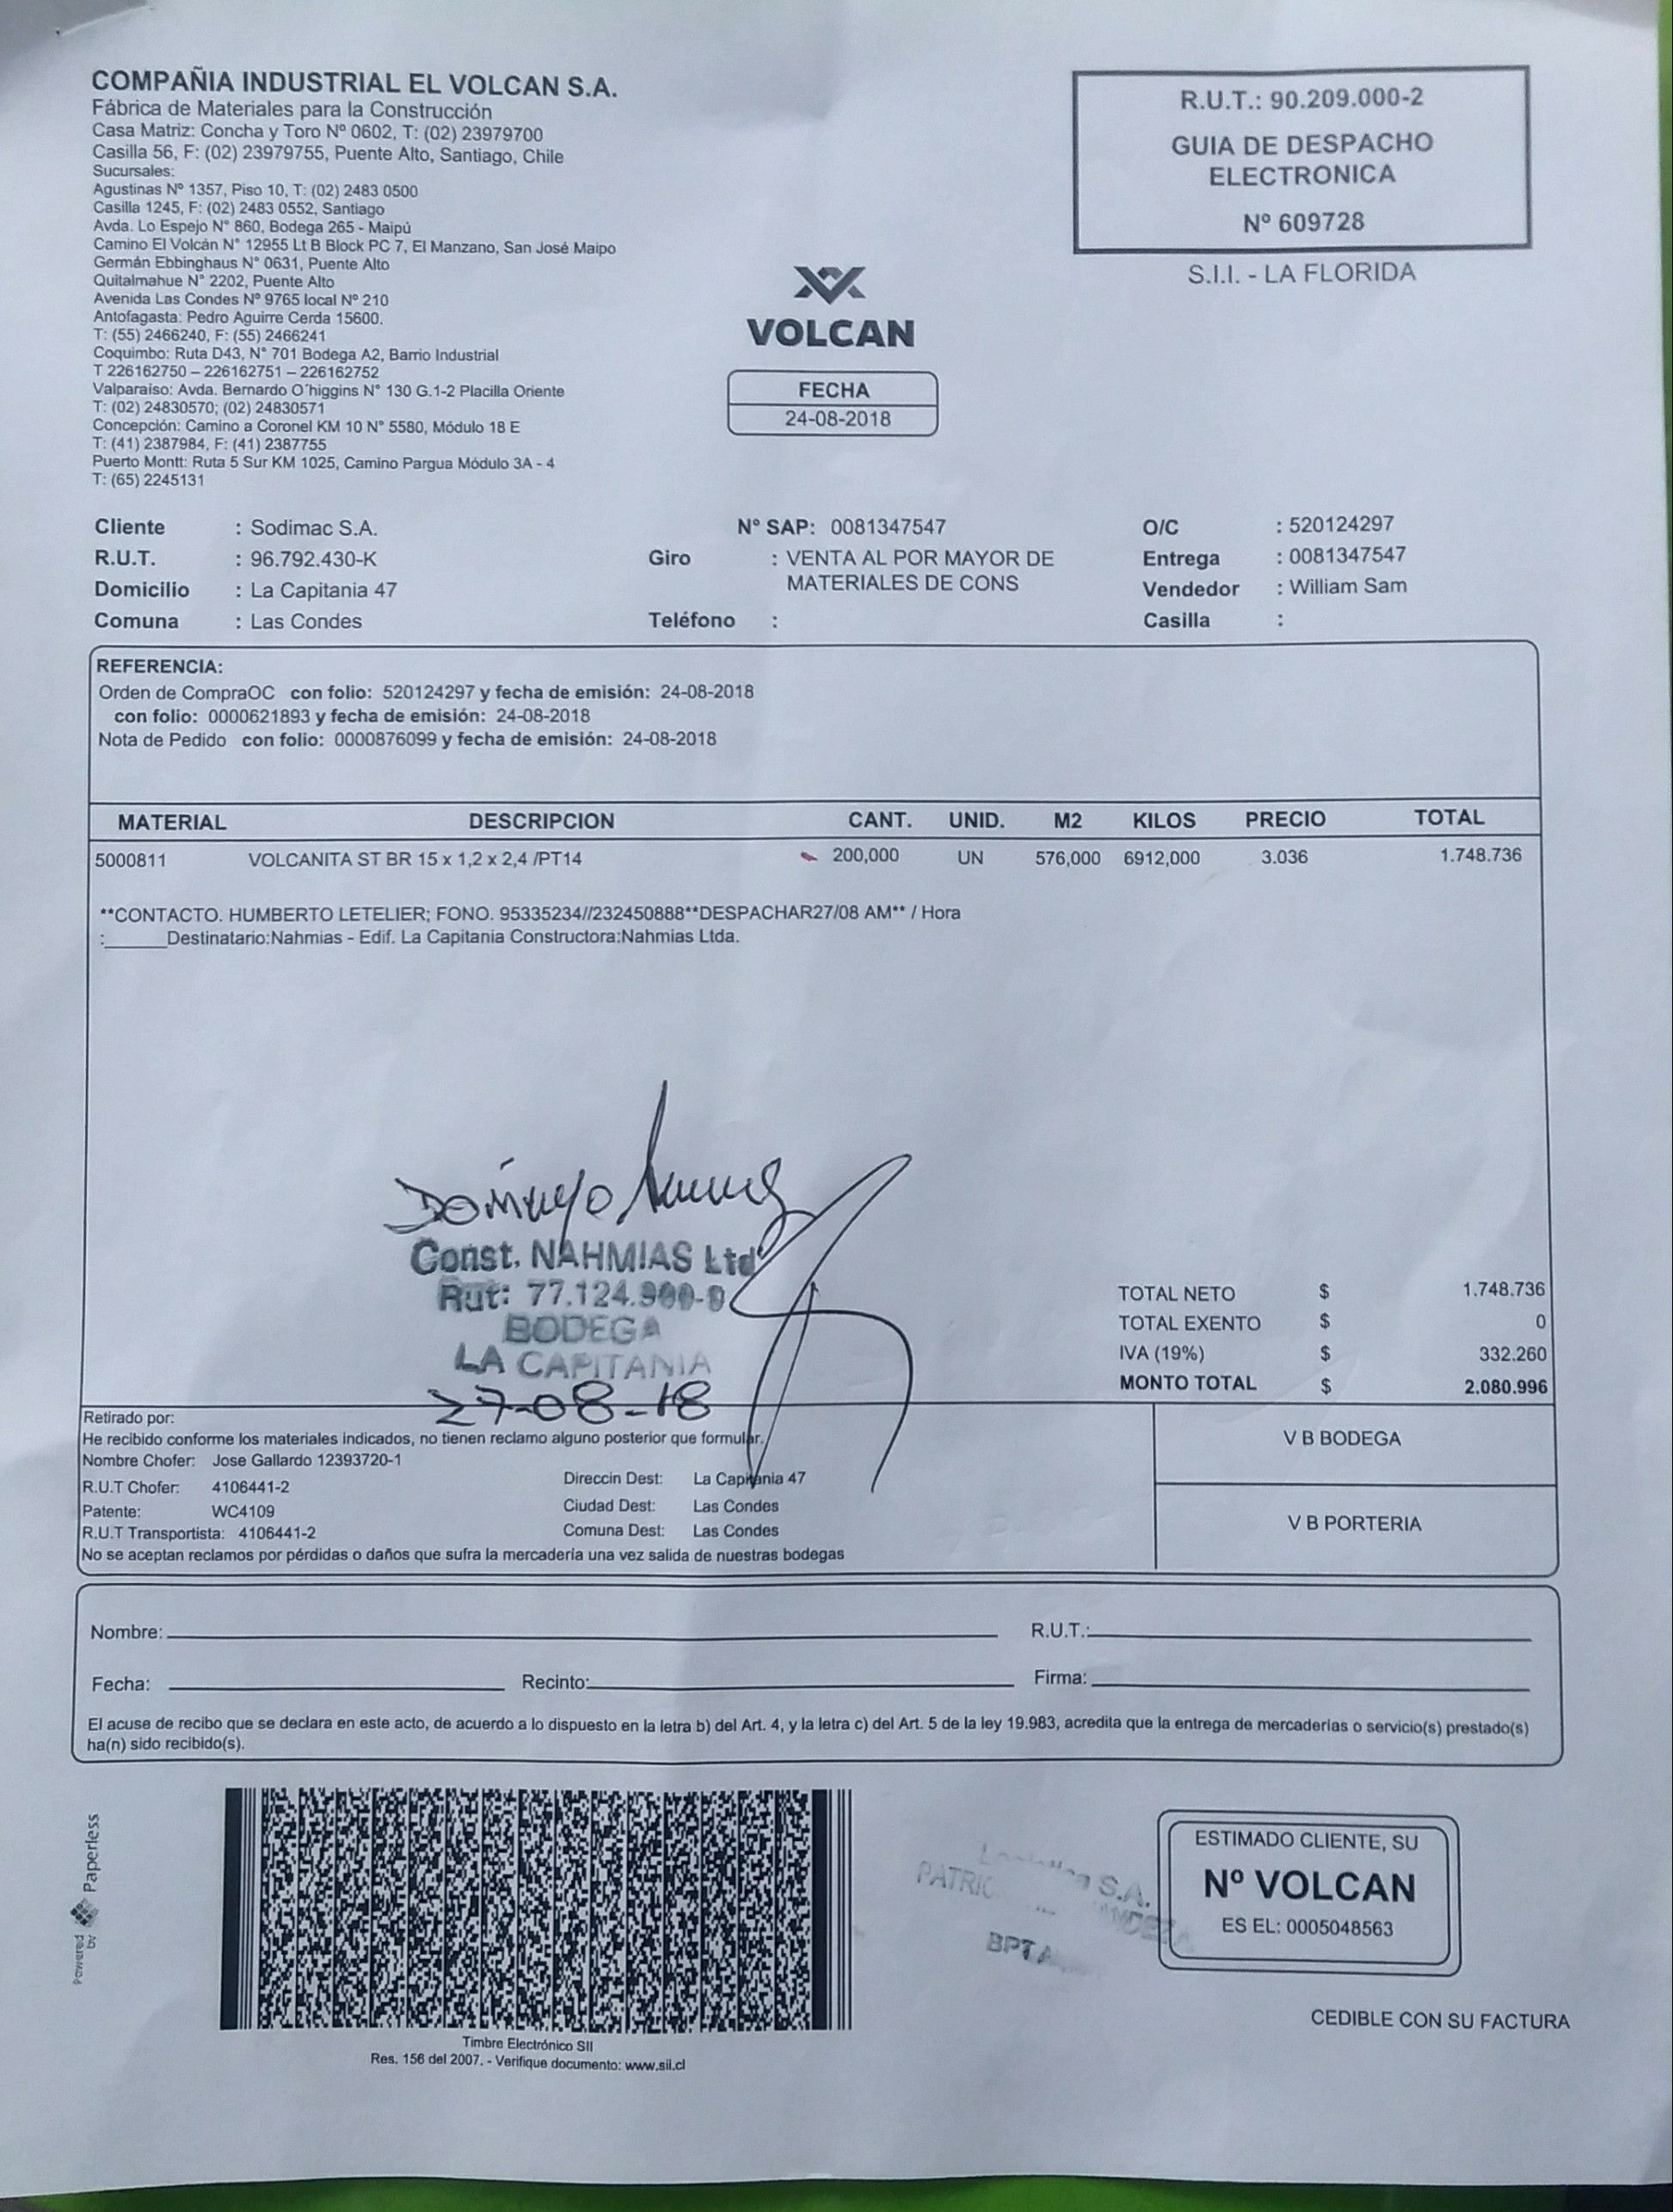 COMPAÑIA INDUSTRIAL EL VOLCAN S.A.
Fábrica de Materiales para la Construcción
Casa Matriz: Concha y Toro Nº 0602, T: (02) 23979700
Casilla 56, F: (02) 23979755, Puente Alto, Santiago, Chile
Sucursales:
Agustinas Nº 1357, Piso 10, T: (02) 2483 0500
Casilla 1245, F: (02) 2483 0552, Santiago
Avda. Lo Espejo N° 860, Bodega 265 - Maipú
Camino El Volcán N° 12955 Lt B Block PC 7, El Manzano, San José Maipo
Germán Ebbinghaus N° 0631, Puente Alto
Quitalmahue N° 2202, Puente Alto
Avenida Las Condes Nº 9765 local Nº 210
Antofagasta: Pedro Aguirre Cerda 15600.
T: (55) 2466240, F: (55) 2466241
Coquimbo: Ruta D43, N° 701 Bodega A2, Barrio Industrial
T 226162750 – 226162751 – 226162752
Valparaiso: Avda. Bernardo O´higgins N° 130 G.1-2 Placilla Oriente
T: (02) 24830570; (02) 24830571
Concepción: Camino a Coronel KM 10 N° 5580, Módulo 18 E
T: (41) 2387984, F: (41) 2387755
Puerto Montt: Ruta 5 Sur KM 1025, Camino Pargua Módulo 3A - 4
T: (65) 2245131
R.U.T.: 90.209.000-2
GUIA DE DESPACHO
ELECTRONICA
Nº 609728
S.I.I. - LA FLORIDA
VOLCAN
FECHA
24-08-2018
Cliente : Sodimac S.A. Nº SAP: 0081347547 O/C : 520124297
R.U.T. : 96.792.430-K Giro : VENTA AL POR MAYOR DE Entrega : 0081347547
MATERIALES DE CONS
Domicilio : La Capitania 47 Vendedor : William Sam
Comuna : Las Condes Teléfono : Casilla :
REFERENCIA:
Orden de CompraOC con folio: 520124297 y fecha de emisión: 24-08-2018
con folio: 0000621893 y fecha de emisión: 24-08-2018
Nota de Pedido con folio: 0000876099 y fecha de emisión: 24-08-2018
MATERIAL DESCRIPCION CANT. UNID. M2 KILOS PRECIO TOTAL
5000811 VOLCANITA ST BR 15 x 1,2 x 2,4 /PT14 200,000 UN 576,000 6912,000 3.036 1.748.736
**CONTACTO. HUMBERTO LETELIER; FONO. 95335234//232450888**DESPACHAR27/08 AM** / Hora
:______Destinatario:Nahmias - Edif. La Capitania Constructora:Nahmias Ltda.
Const. NAHMIAS Ltd
Rut: 77.124.900-9
BODEGA
LA CAPITANIA
27-08-18
TOTAL NETO $ 1.748.736
TOTAL EXENTO $ 0
IVA (19%) $ 332.260
MONTO TOTAL $ 2.080.996
Retirado por:
He recibido conforme los materiales indicados, no tienen reclamo alguno posterior que formular.
Nombre Chofer: Jose Gallardo 12393720-1
R.U.T Chofer: 4106441-2 Direccin Dest: La Capitania 47
Patente: WC4109 Ciudad Dest: Las Condes
R.U.T Transportista: 4106441-2 Comuna Dest: Las Condes
No se aceptan reclamos por pérdidas o daños que sufra la mercadería una vez salida de nuestras bodegas
V B BODEGA
V B PORTERIA
Nombre: R.U.T.:
Fecha: Recinto: Firma:
El acuse de recibo que se declara en este acto, de acuerdo a lo dispuesto en la letra b) del Art. 4, y la letra c) del Art. 5 de la ley 19.983, acredita que la entrega de mercaderías o servicio(s) prestado(s)
ha(n) sido recibido(s).
Powered by Paperless
Timbre Electrónico SII
Res. 156 del 2007. - Verifique documento: www.sii.cl
S.A.
ESTIMADO CLIENTE, SU
Nº VOLCAN
ES EL: 0005048563
CEDIBLE CON SU FACTURA